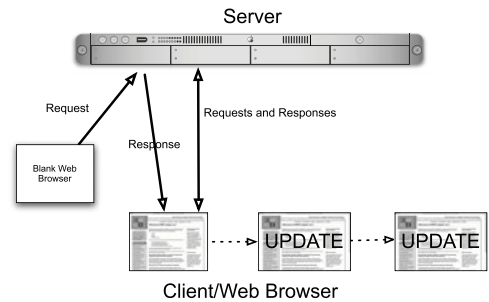 Server
Request
Requests and Responses
Response
Blank Web
Browser
UPDATE
UPDATE
Client/Web Browser